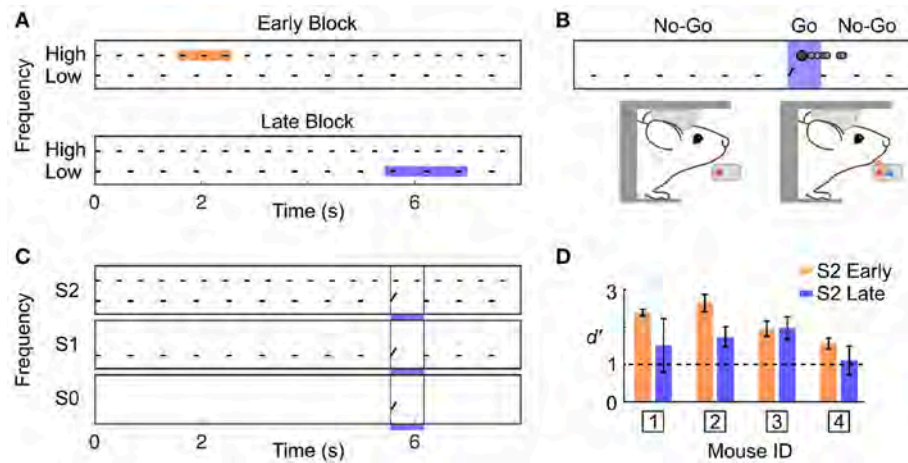 A
Early Block
High
Low
Frequency
Late Block
High
Low
0 2 4 6
Time (s)
B
No-Go Go No-Go
C
Frequency
S2
S1
S0
0 2 4 6
Time (s)
D
S2 Early
S2 Late
d'
3
1
0
1 2 3 4
Mouse ID